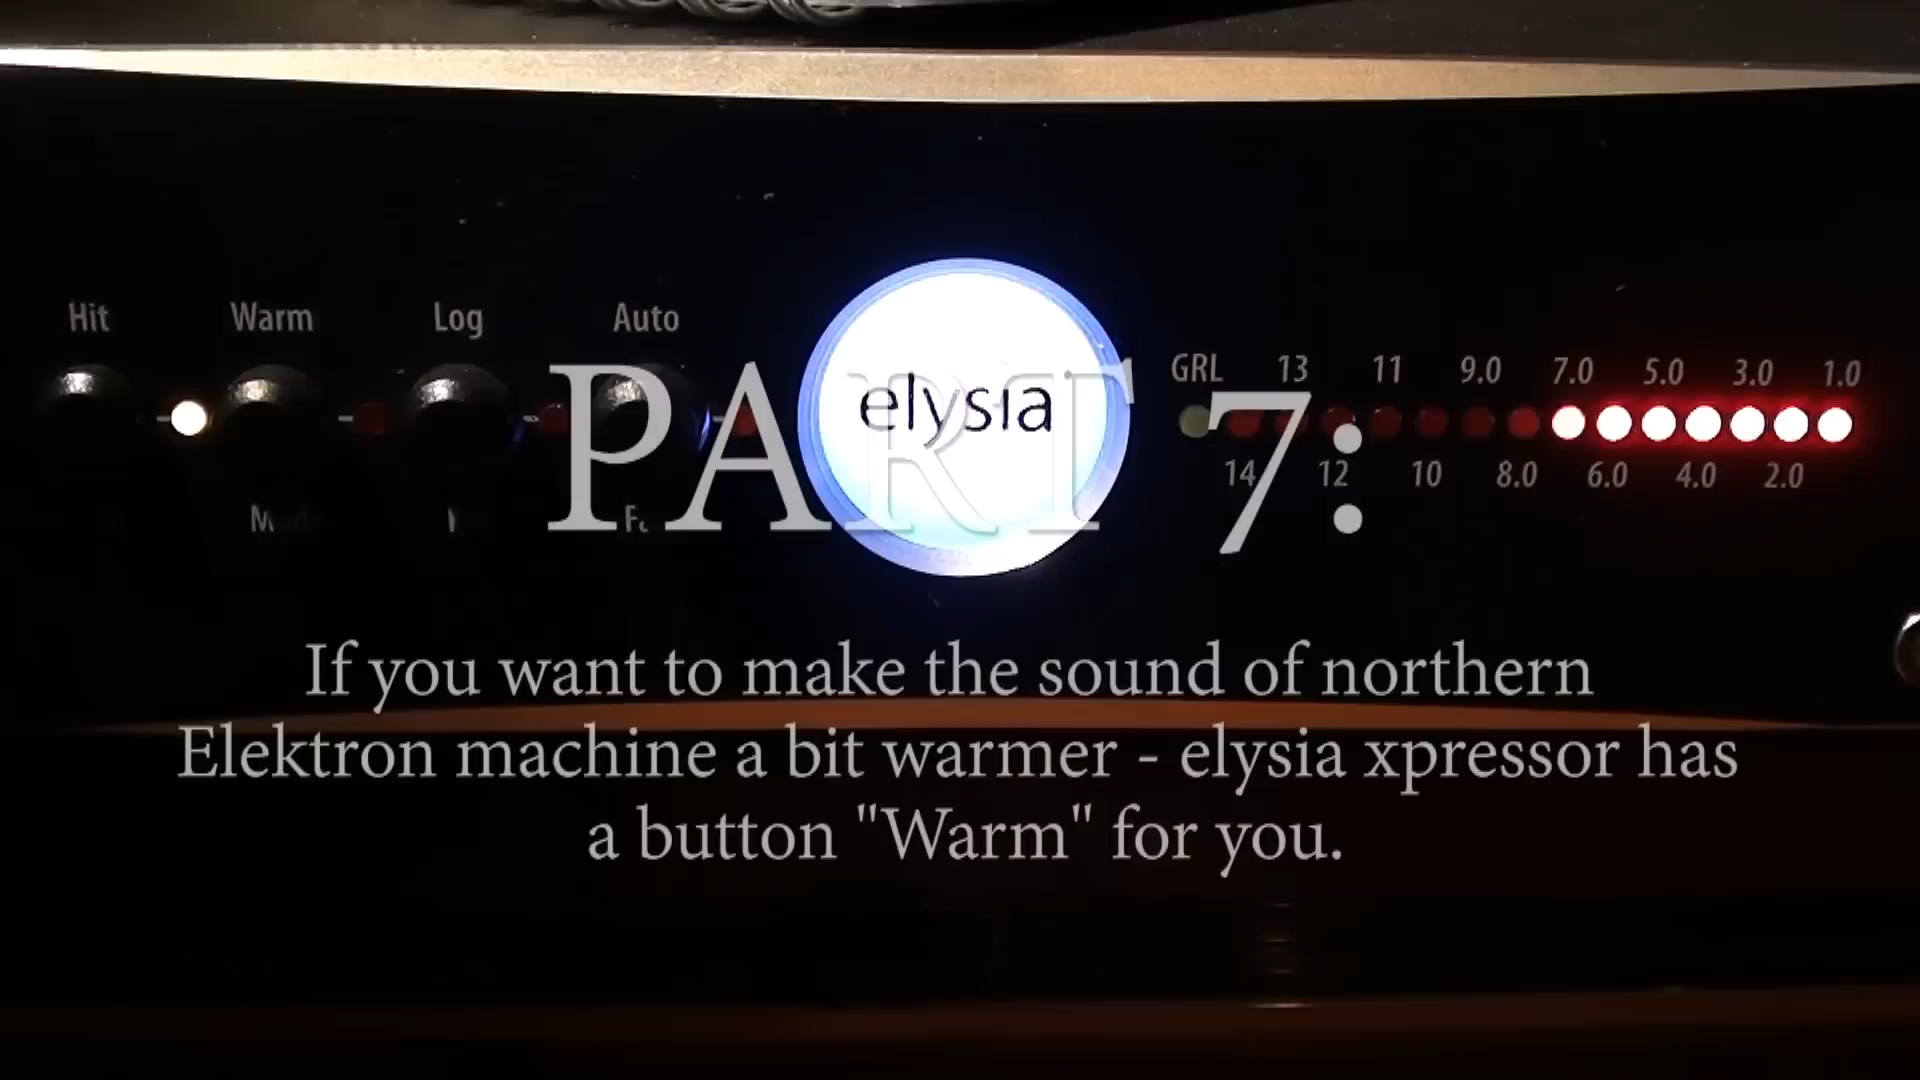 Hit Warm Log Auto
elysia
GRL 13 11 9.0 7.0 5.0 3.0 1.0
14 12 10 8.0 6.0 4.0 2.0
PART 7:
If you want to make the sound of northern
Elektron machine a bit warmer - elysia xpressor has
a button "Warm" for you.